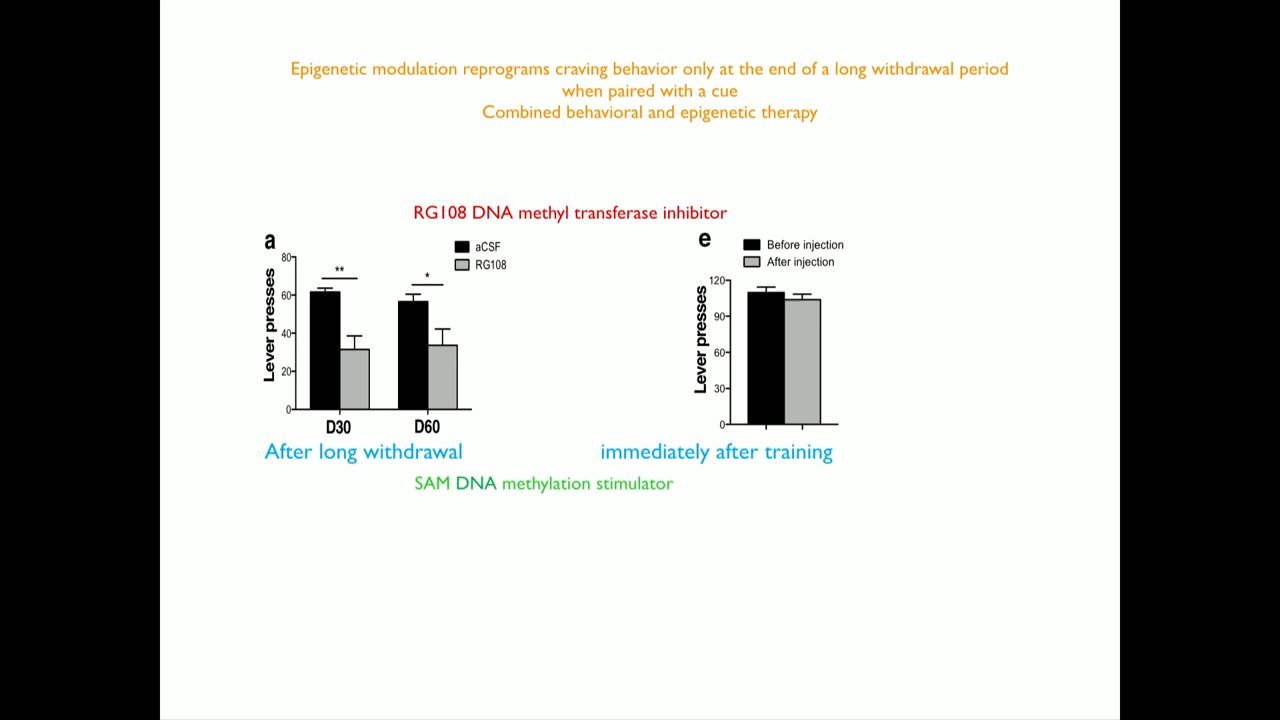 Epigenetic modulation reprograms craving behavior only at the end of a long withdrawal period
when paired with a cue
Combined behavioral and epigenetic therapy
RG108 DNA methyl transferase inhibitor
a
aCSF
RG108
80
60
40
20
0
Lever presses
**
*
D30
D60
After long withdrawal
e
Before injection
After injection
120
90
60
30
0
Lever presses
immediately after training
SAM DNA methylation stimulator